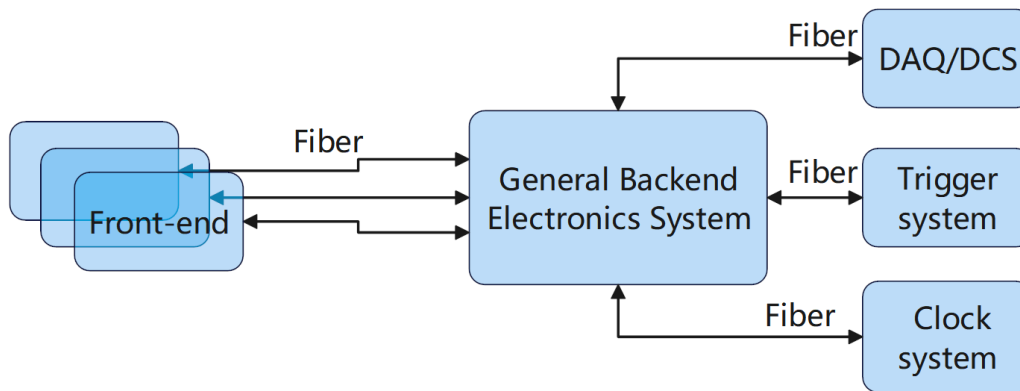 Fiber
DAQ/DCS
Fiber
Front-end
General Backend
Electronics System
Fiber
Trigger
system
Fiber
Clock
system